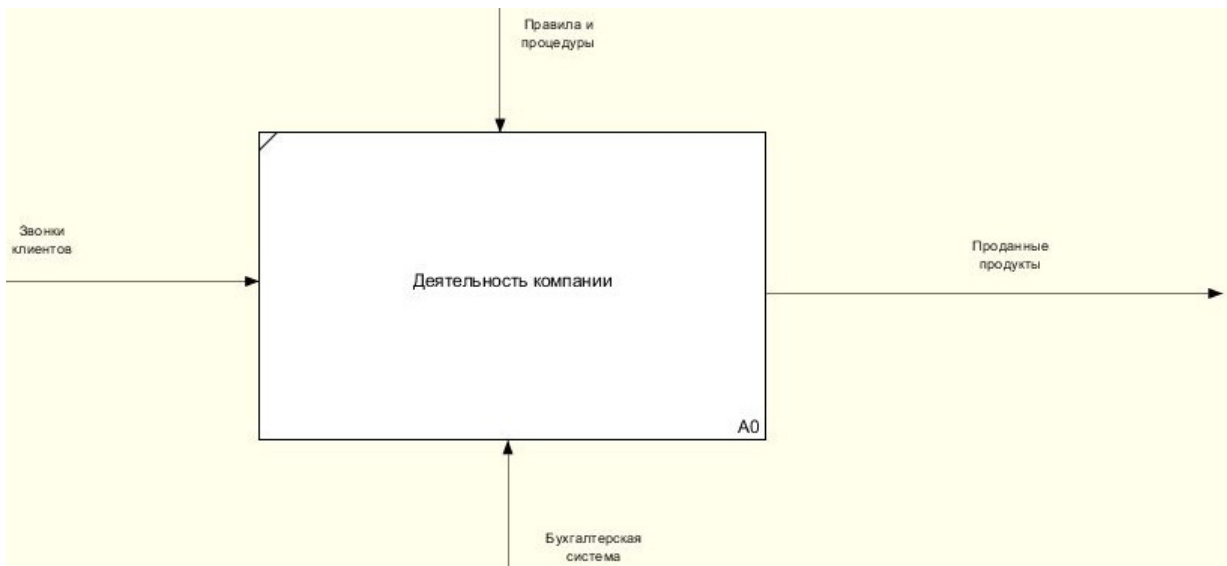 Правила и
процедуры
Звонки
клиентов
Деятельность компании
Проданные
продукты
A0
Бухгалтерская
система